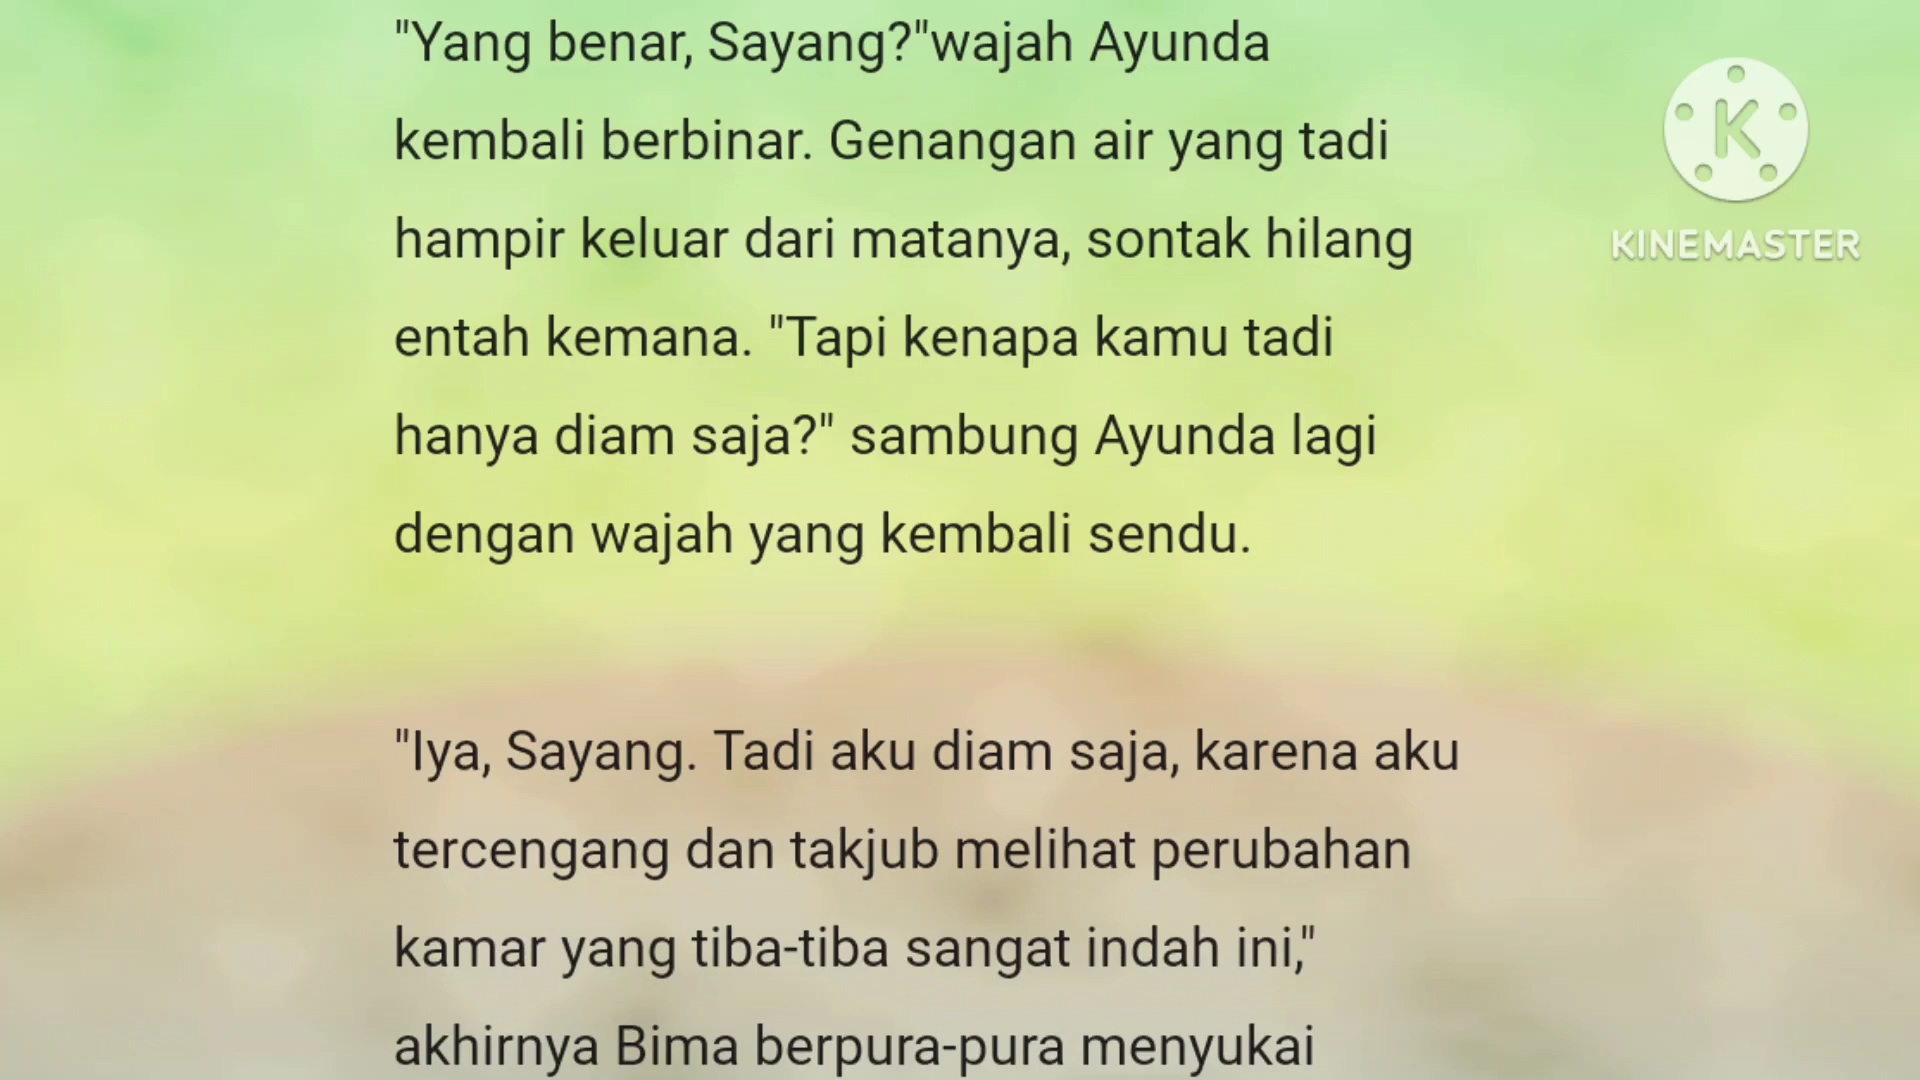 "Yang benar, Sayang?"wajah Ayunda
kembali berbinar. Genangan air yang tadi
hampir keluar dari matanya, sontak hilang
entah kemana. "Tapi kenapa kamu tadi
hanya diam saja?" sambung Ayunda lagi
dengan wajah yang kembali sendu.
"Iya, Sayang. Tadi aku diam saja, karena aku
tercengang dan takjub melihat perubahan
kamar yang tiba-tiba sangat indah ini,"
akhirnya Bima berpura-pura menyukai
K
KINEMASTER